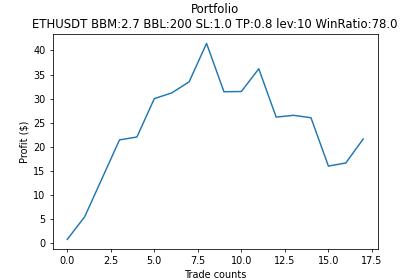 Portfolio
ETHUSDT BBM:2.7 BBL:200 SL:1.0 TP:0.8 lev:10 WinRatio:78.0
40
35
30
25
20
15
10
5
0
Profit ($)
0.0 2.5 5.0 7.5 10.0 12.5 15.0 17.5
Trade counts